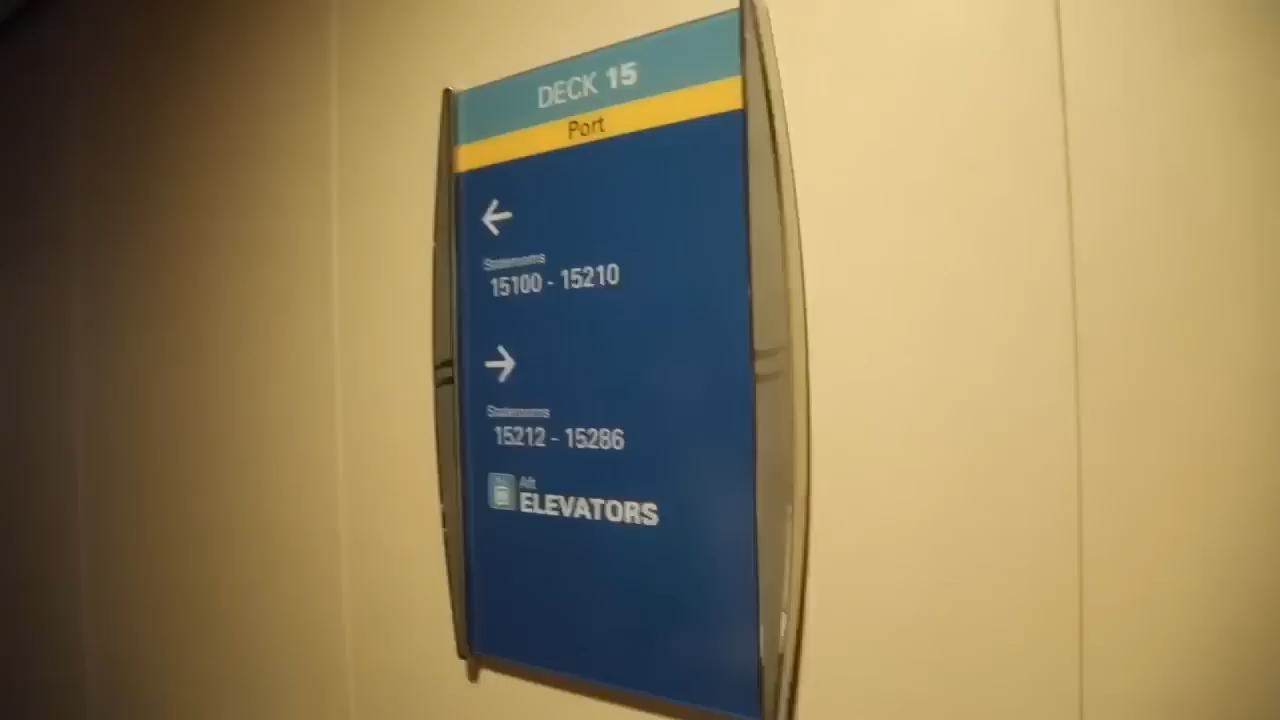 DECK 15
Port
←
Staterooms
15100 - 15210
→
Staterooms
15212 - 15286
Aft
ELEVATORS